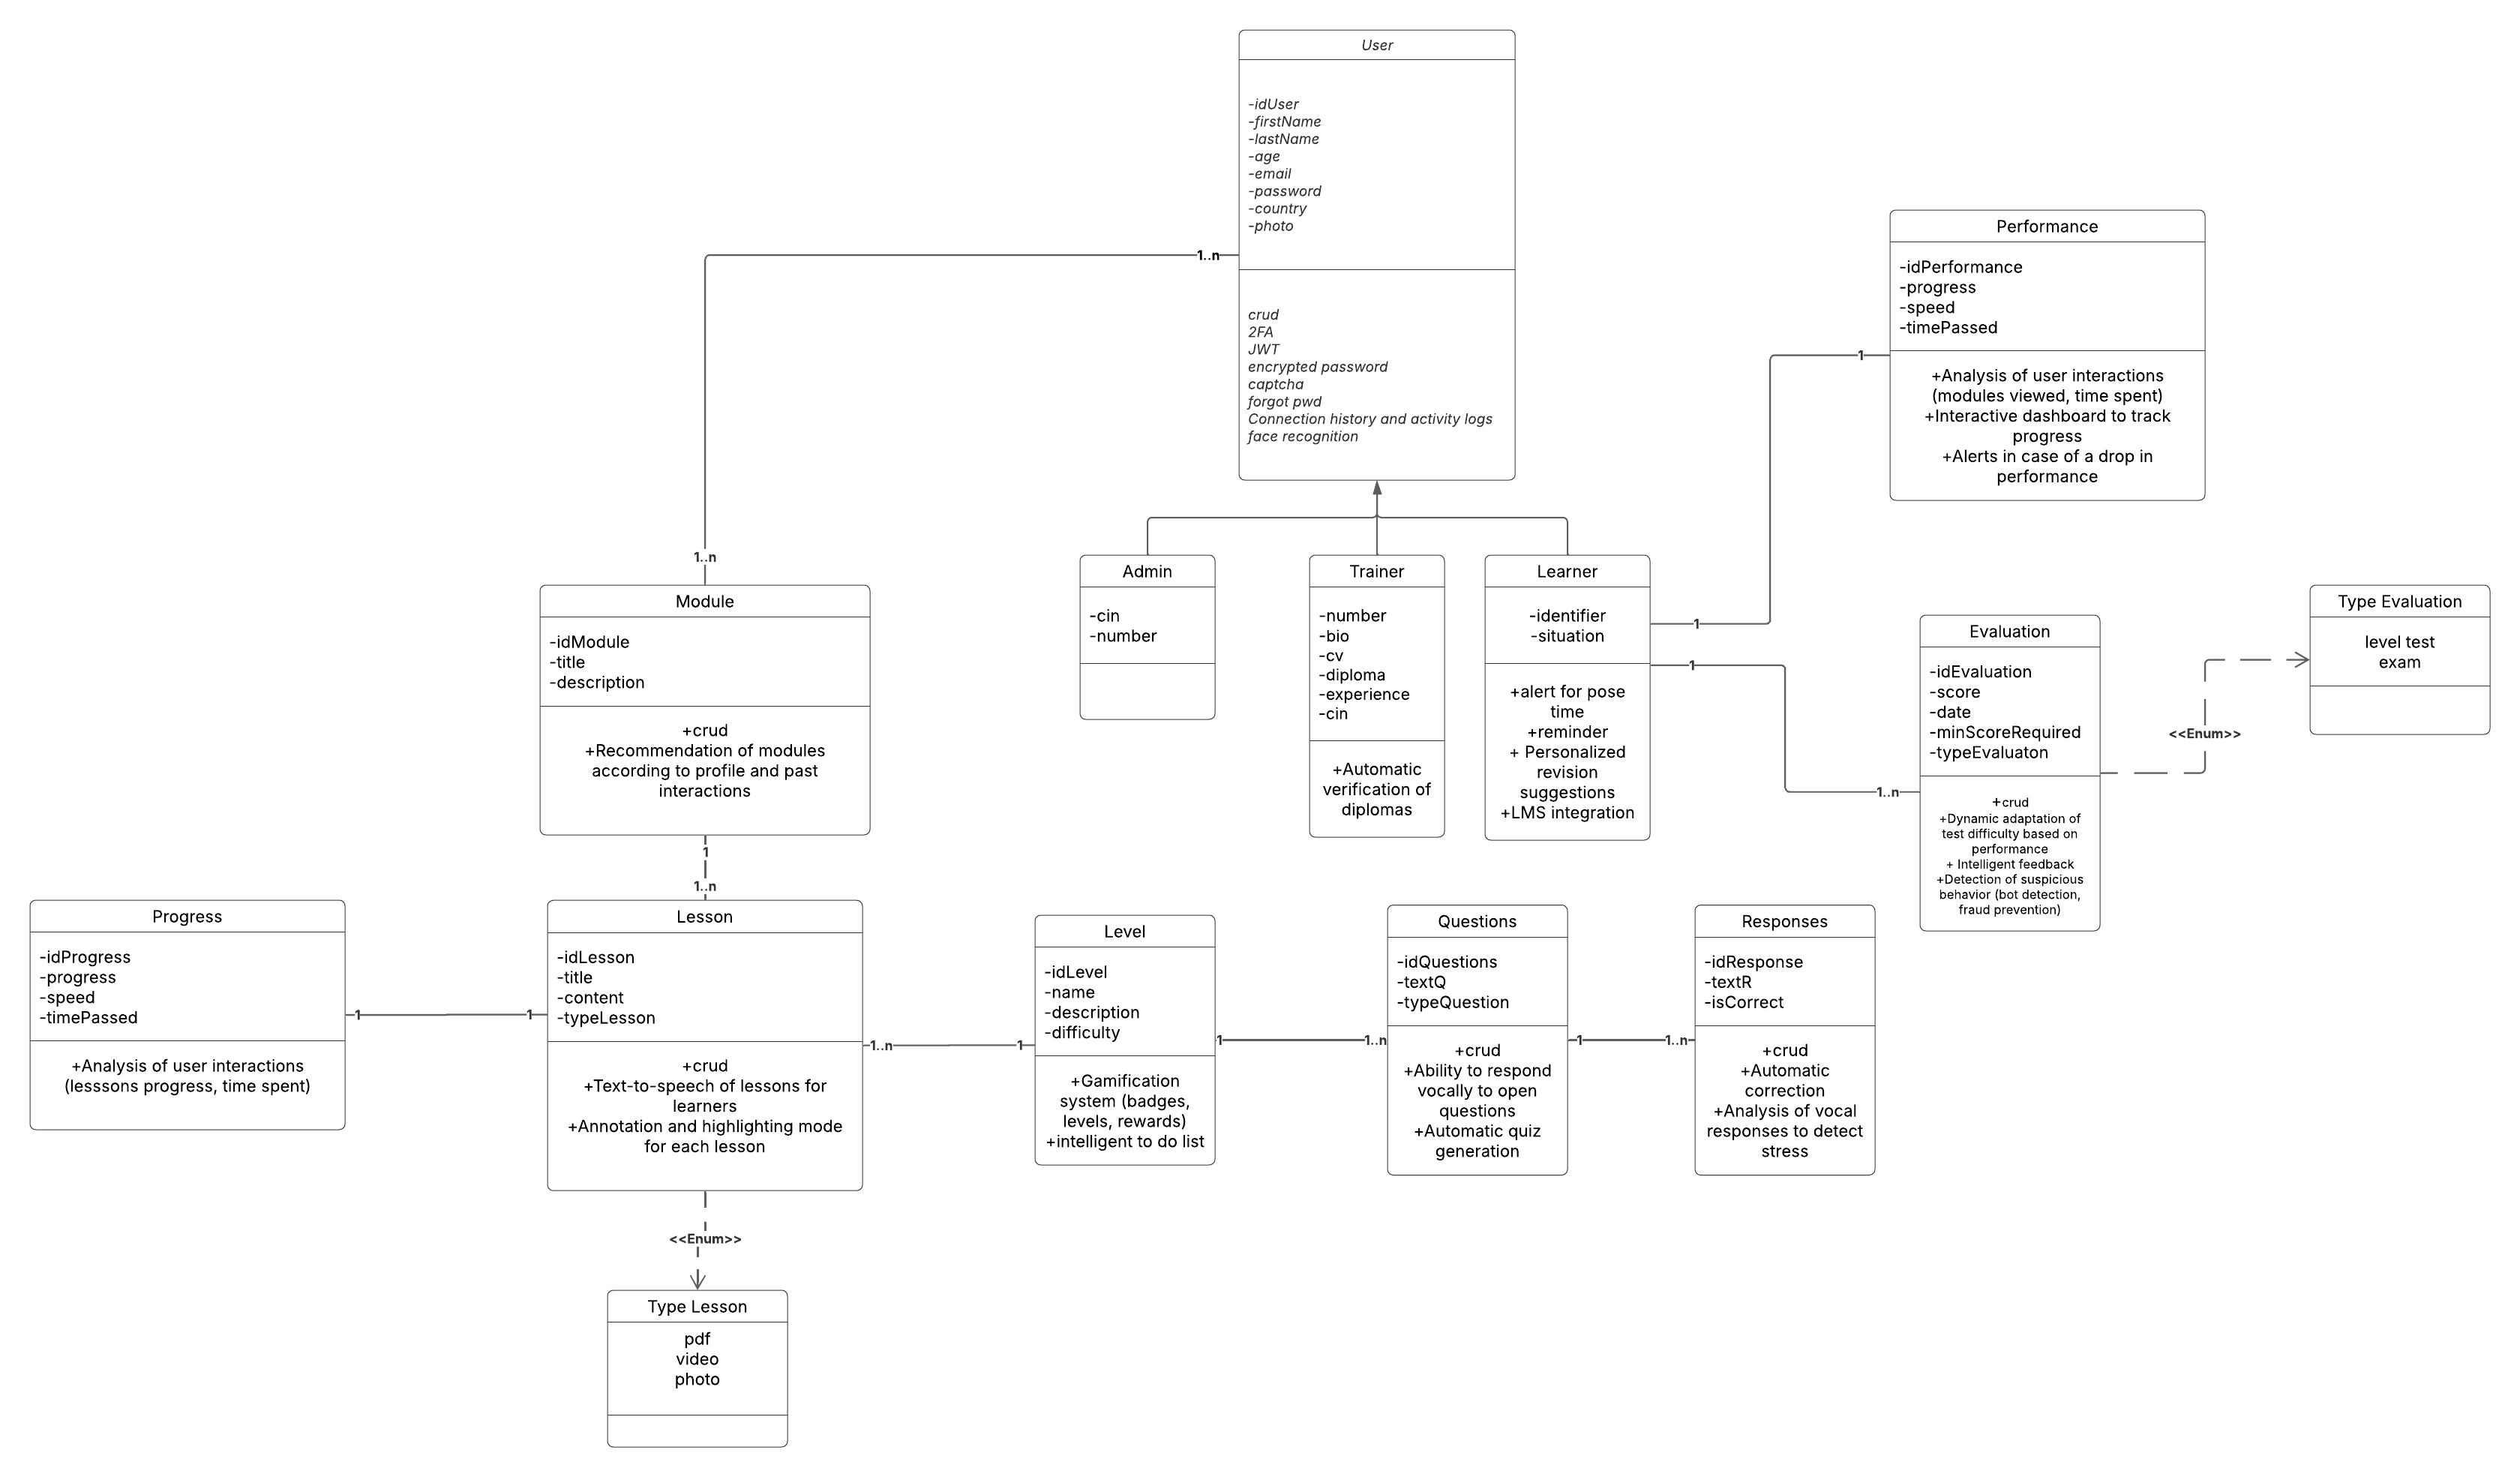 User
-idUser
-firstName
-lastName
-age
-email
-password
-country
-photo
crud
2FA
JWT
encrypted password
captcha
forgot pwd
Connection history and activity logs
face recognition
1..n
1..n
Performance
-idPerformance
-progress
-speed
-timePassed
+Analysis of user interactions
(modules viewed, time spent)
+Interactive dashboard to track
progress
+Alerts in case of a drop in
performance
1
1
Admin
-cin
-number
Trainer
-number
-bio
-cv
-diploma
-experience
-cin
+Automatic
verification of
diplomas
Learner
-identifier
-situation
+alert for pose
time
+reminder
+ Personalized
revision
suggestions
+LMS integration
1
1..n
Evaluation
-idEvaluation
-score
-date
-minScoreRequired
-typeEvaluaton
+crud
+Dynamic adaptation of
test difficulty based on
performance
+ Intelligent feedback
+Detection of suspicious
behavior (bot detection,
fraud prevention)
<<Enum>>
Type Evaluation
level test
exam
Module
-idModule
-title
-description
+crud
+Recommendation of modules
according to profile and past
interactions
1
1..n
Progress
-idProgress
-progress
-speed
-timePassed
+Analysis of user interactions
(lesssons progress, time spent)
1
1
Lesson
-idLesson
-title
-content
-typeLesson
+crud
+Text-to-speech of lessons for
learners
+Annotation and highlighting mode
for each lesson
1..n
1
Level
-idLevel
-name
-description
-difficulty
+Gamification
system (badges,
levels, rewards)
+intelligent to do list
1
1..n
Questions
-idQuestions
-textQ
-typeQuestion
+crud
+Ability to respond
vocally to open
questions
+Automatic quiz
generation
1
1..n
Responses
-idResponse
-textR
-isCorrect
+crud
+Automatic
correction
+Analysis of vocal
responses to detect
stress
<<Enum>>
Type Lesson
pdf
video
photo